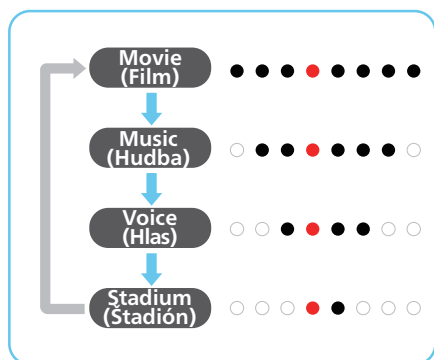 Movie
(Film)
Music
(Hudba)
Voice
(Hlas)
Stadium
(Štadión)